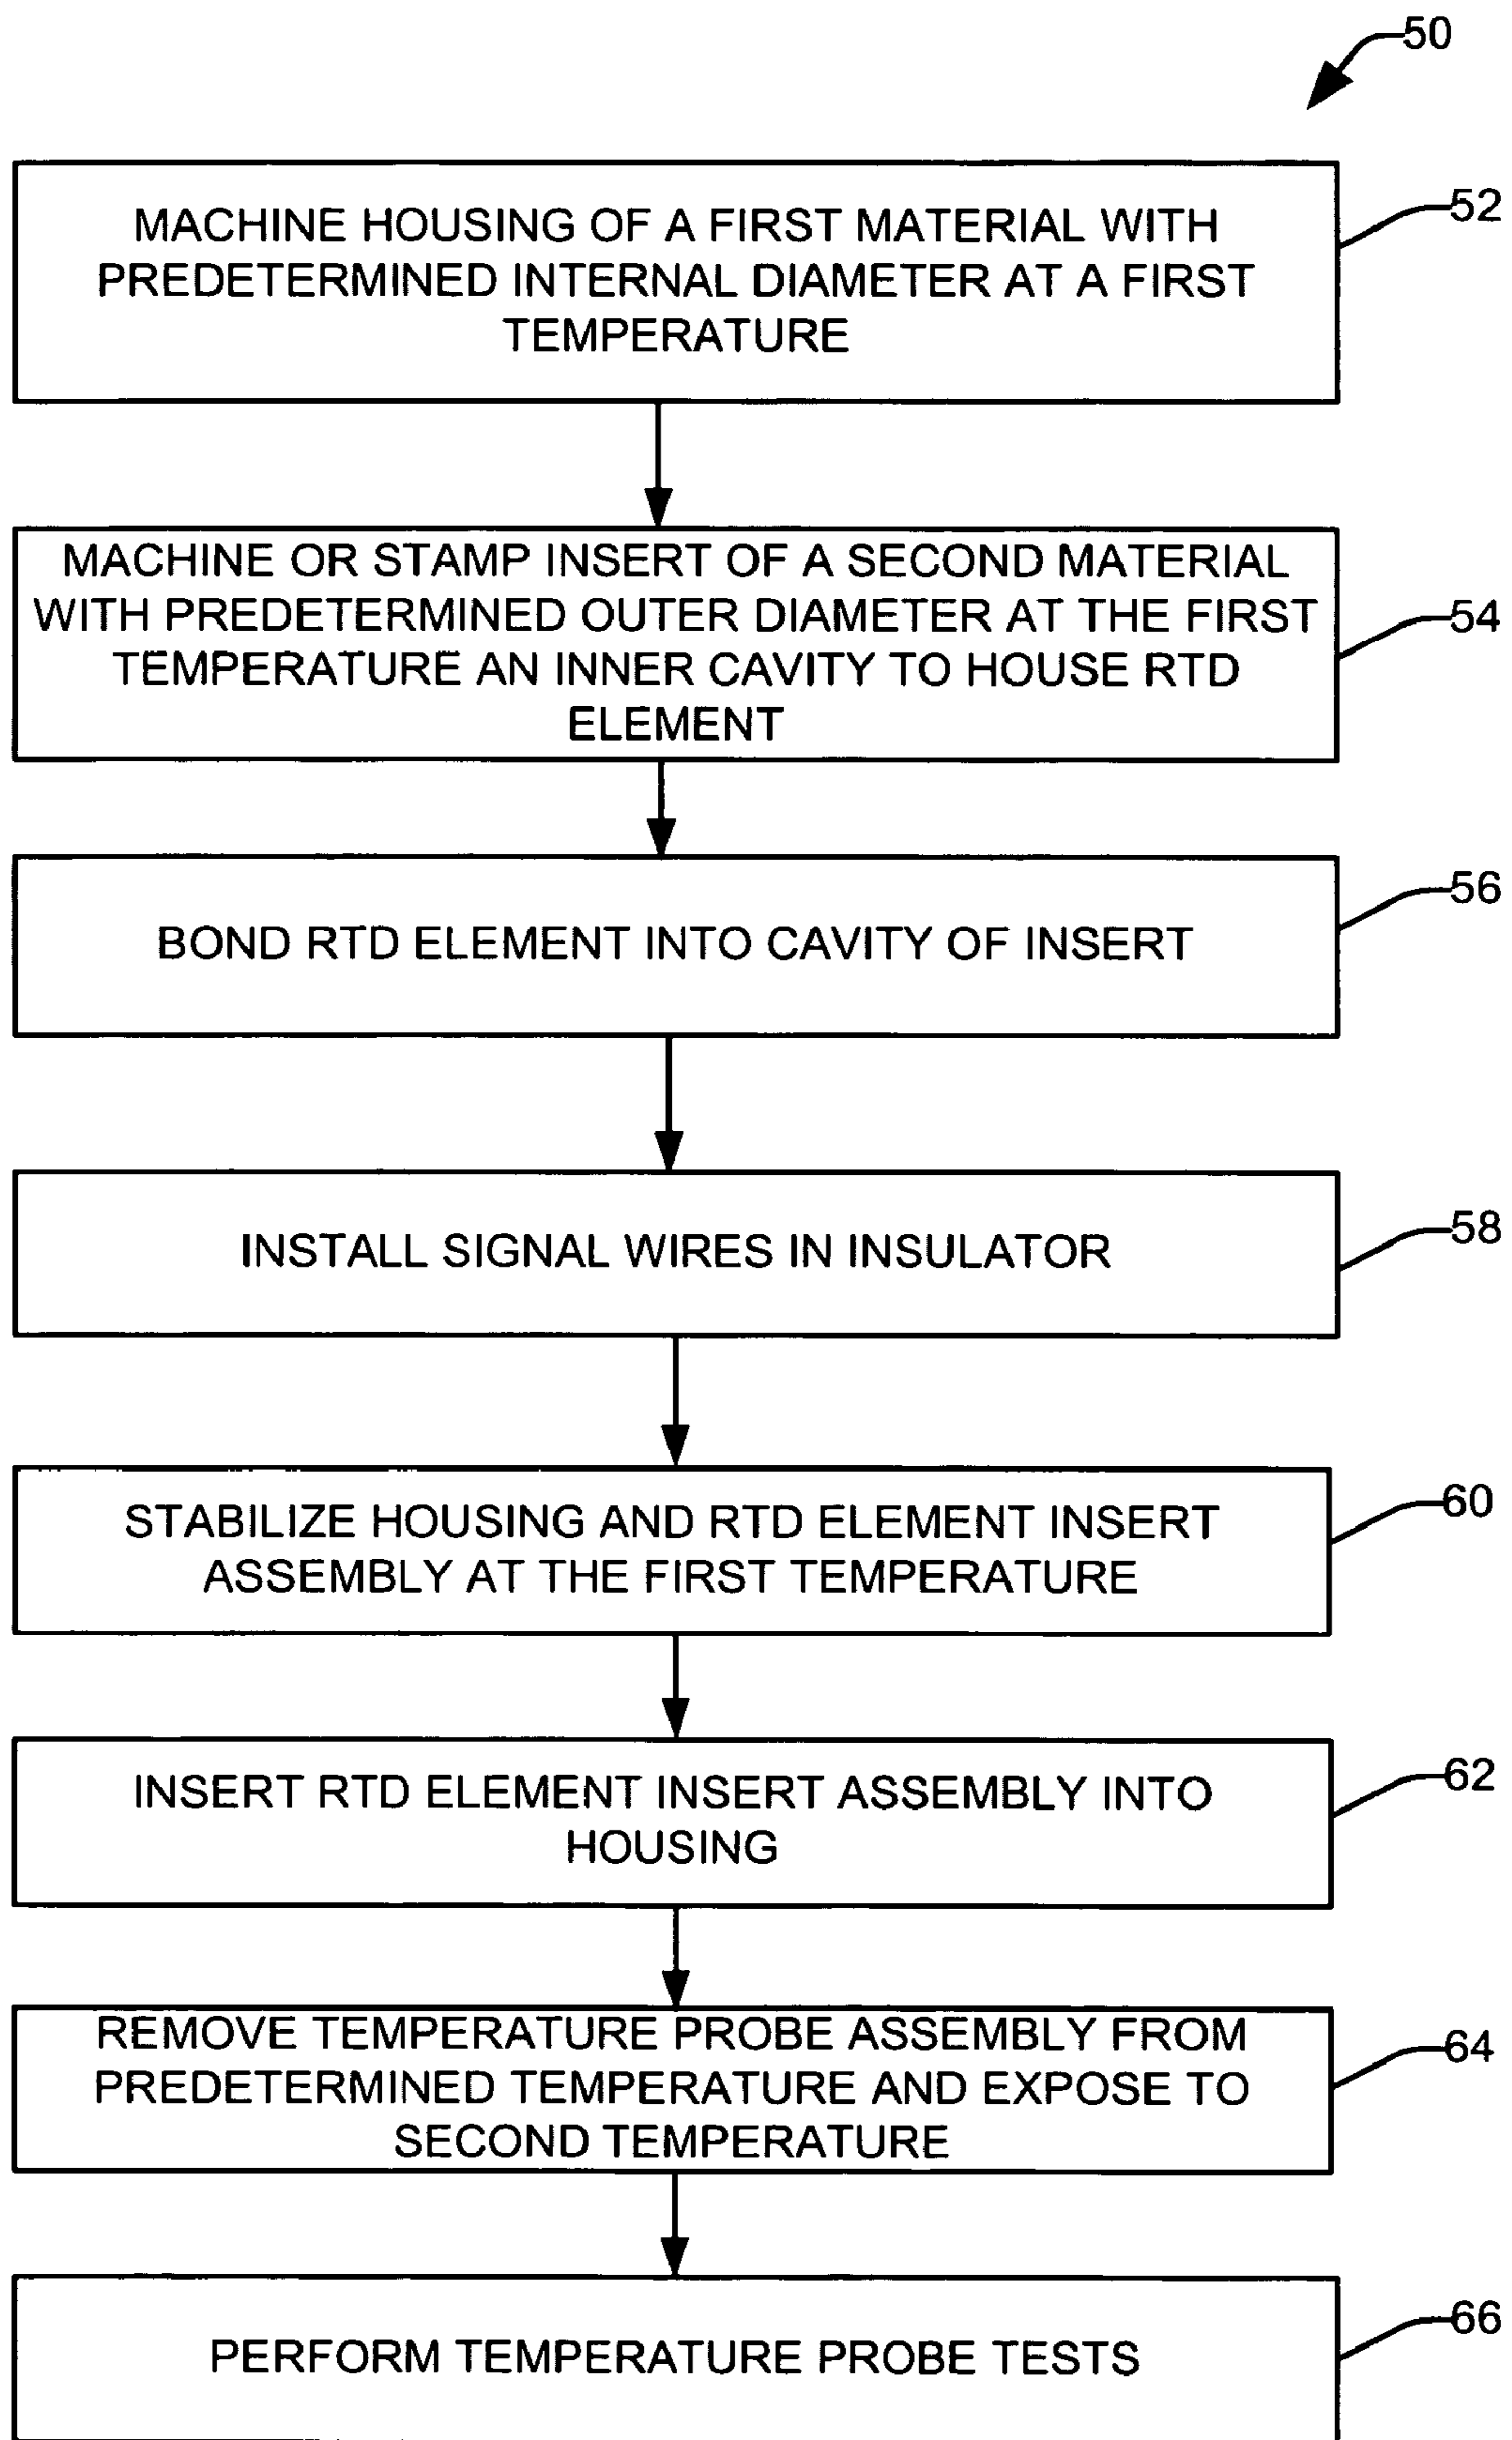 50
52
MACHINE HOUSING OF A FIRST MATERIAL WITH
PREDETERMINED INTERNAL DIAMETER AT A FIRST
TEMPERATURE
54
MACHINE OR STAMP INSERT OF A SECOND MATERIAL
WITH PREDETERMINED OUTER DIAMETER AT THE FIRST
TEMPERATURE AN INNER CAVITY TO HOUSE RTD
ELEMENT
56
BOND RTD ELEMENT INTO CAVITY OF INSERT
58
INSTALL SIGNAL WIRES IN INSULATOR
60
STABILIZE HOUSING AND RTD ELEMENT INSERT
ASSEMBLY AT THE FIRST TEMPERATURE
62
INSERT RTD ELEMENT INSERT ASSEMBLY INTO
HOUSING
64
REMOVE TEMPERATURE PROBE ASSEMBLY FROM
PREDETERMINED TEMPERATURE AND EXPOSE TO
SECOND TEMPERATURE
66
PERFORM TEMPERATURE PROBE TESTS